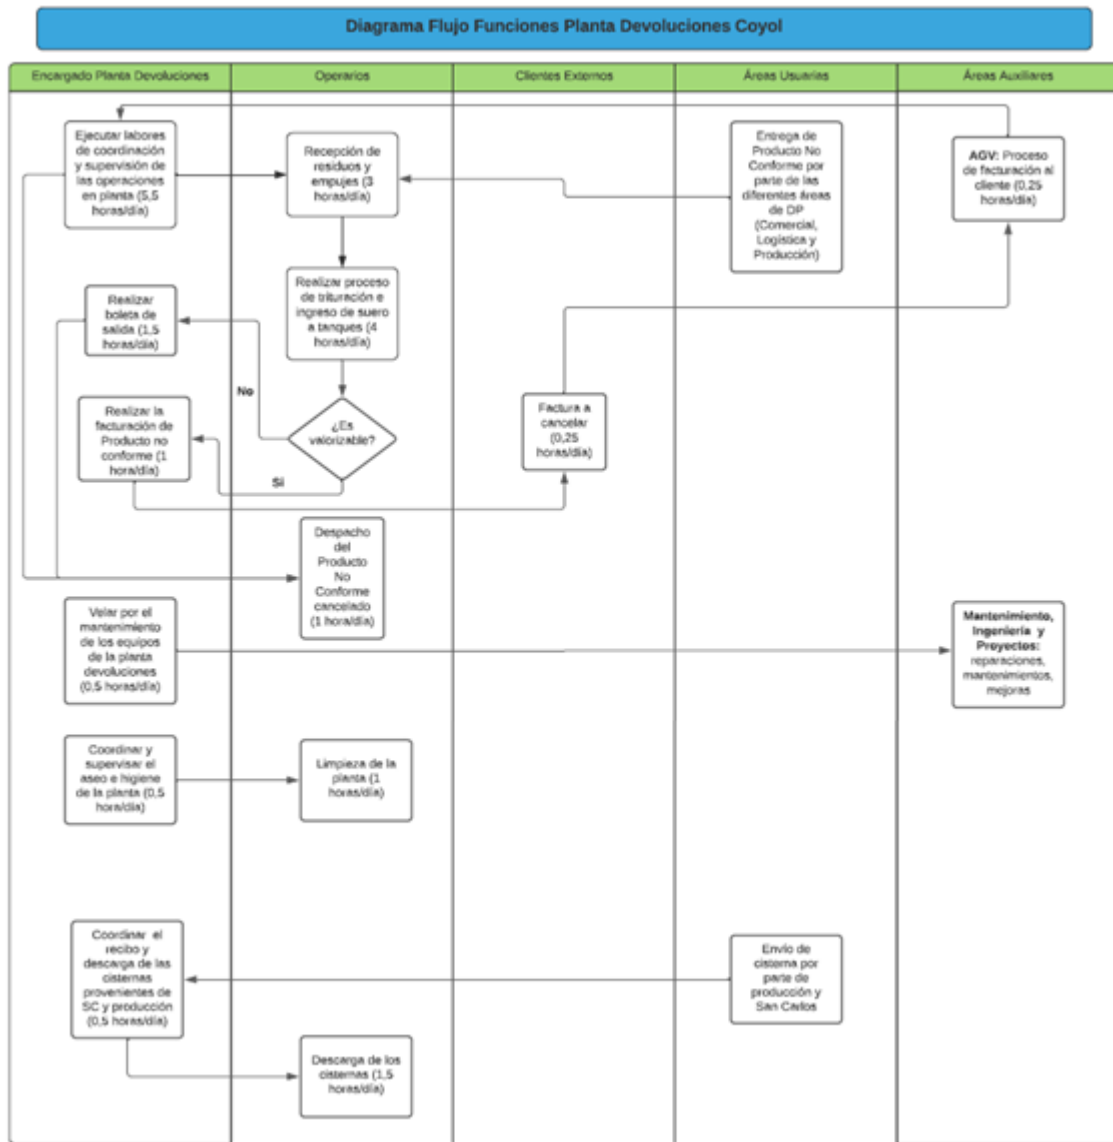 Diagrama Flujo Funciones Planta Devoluciones Coyol
Encargado Planta Devoluciones
Operarios
Clientes Externos
Áreas Usuarias
Áreas Auxiliares
Ejecutar labores
de coordinación
y supervisión de
las operaciones
en planta (5,5
horas/día)
Recepción de
residuos y
empujes (3
horas/día)
Entrega de
Producto No
Conforme por
parte de las
diferentes áreas
de DP
(Comercial,
Logística y
Producción)
AGV: Proceso
de facturación al
cliente (0,25
horas/día)
Realizar
boleta de
salida (1,5
horas/día)
Realizar proceso
de trituración e
ingreso de suero
a tanques (4
horas/día)
No
Realizar la
facturación de
Producto no
conforme (1
hora/día)
¿Es
valorizable?
Factura a
cancelar
(0,25
horas/día)
Si
Despacho
del
Producto
No
Conforme
cancelado
(1 hora/día)
Velar por el
mantenimiento
de los equipos
de la planta
devoluciones
(0,5 horas/día)
Mantenimiento,
Ingeniería y
Proyectos:
reparaciones,
mantenimientos,
mejoras
Coordinar y
supervisar el
aseo e higiene
de la planta (0,5
hora/día)
Limpieza de la
planta (1
horas/día)
Coordinar el
recibo y
descarga de las
cisternas
provenientes de
SC y producción
(0,5 horas/día)
Envío de
cisterna por
parte de
producción y
San Carlos
Descarga de los
cisternas (1,5
horas/día)